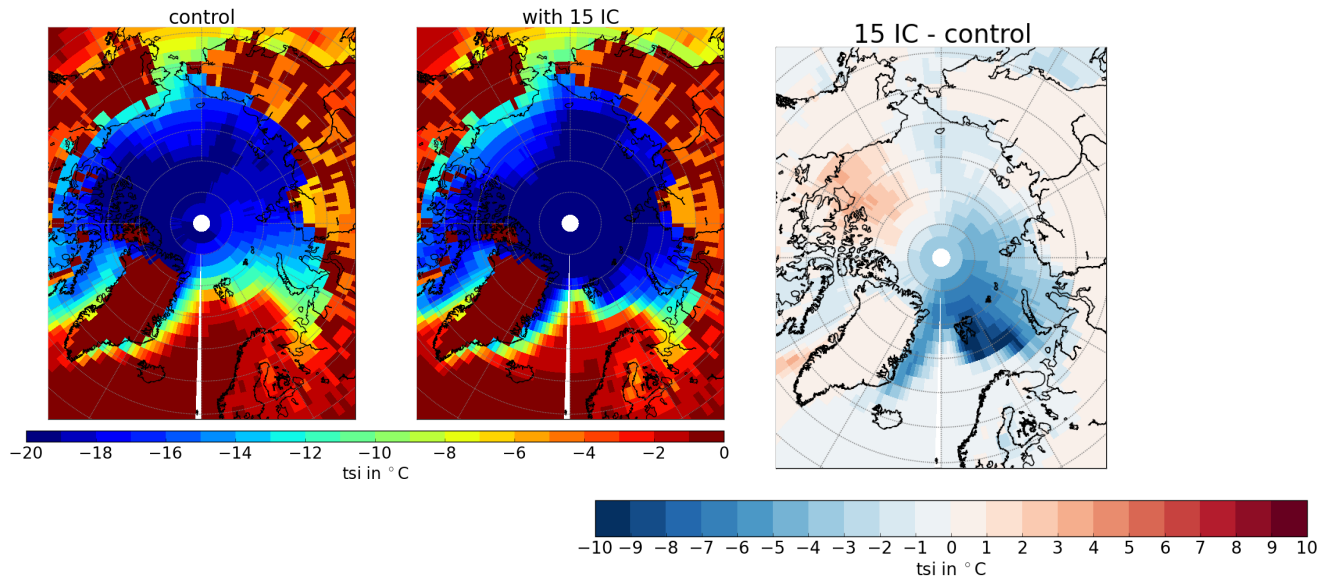 control
with 15 IC
15 IC - control
−20 −18 −16 −14 −12 −10 −8 −6 −4 −2 0
tsi in °C
−10 −9 −8 −7 −6 −5 −4 −3 −2 −1 0 1 2 3 4 5 6 7 8 9 10
tsi in °C